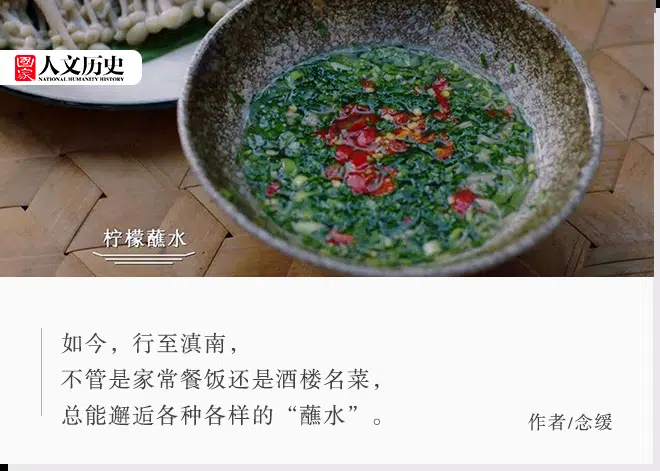 國家人文历史
NATIONAL HUMANITY HISTORY
柠檬蘸水
如今，行至滇南，
不管是家常餐饭还是酒楼名菜，
总能邂逅各种各样的“蘸水”。
作者/念缓